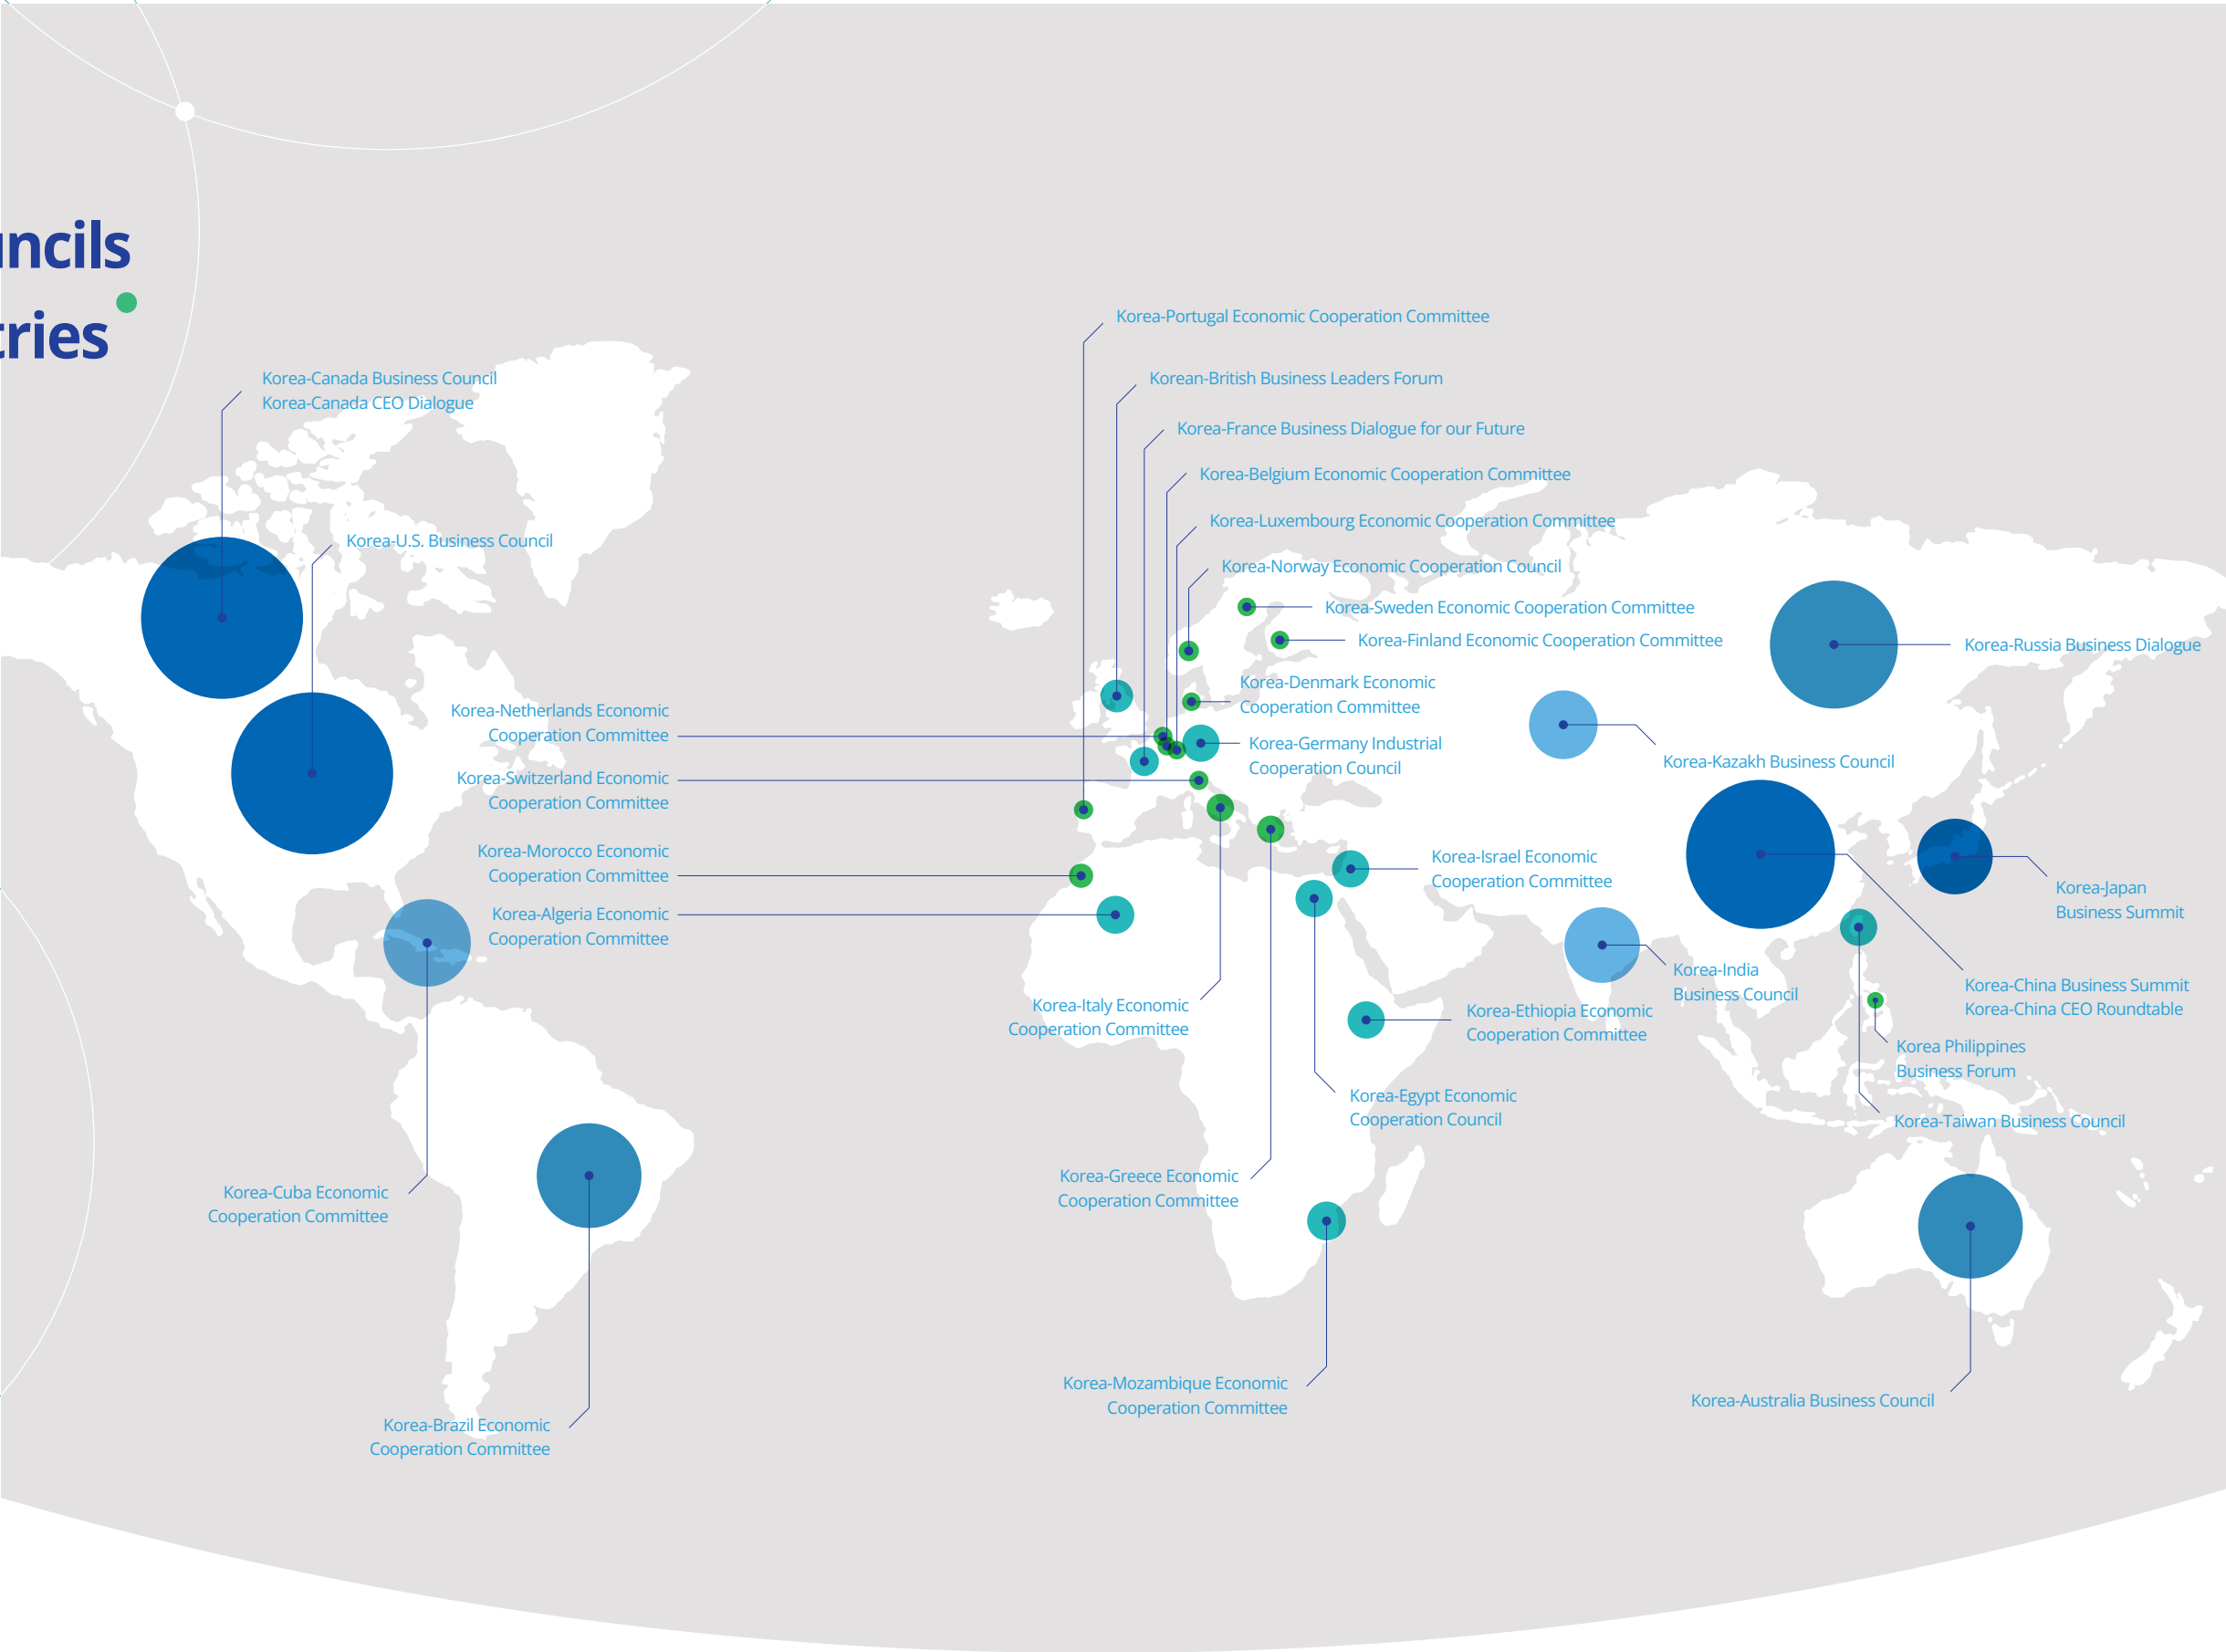 Korea-Portugal Economic Cooperation Committee
Korea-Canada Business Council
Korea-Canada CEO Dialogue
Korean-British Business Leaders Forum
Korea-France Business Dialogue for our Future
Korea-Belgium Economic Cooperation Committee
Korea-Luxembourg Economic Cooperation Committee
Korea-U.S. Business Council
Korea-Norway Economic Cooperation Council
Korea-Sweden Economic Cooperation Committee
Korea-Finland Economic Cooperation Committee
Korea-Russia Business Dialogue
Korea-Denmark Economic
Cooperation Committee
Korea-Netherlands Economic
Cooperation Committee
Korea-Germany Industrial
Cooperation Council
Korea-Kazakh Business Council
Korea-Switzerland Economic
Cooperation Committee
Korea-Morocco Economic
Cooperation Committee
Korea-Israel Economic
Cooperation Committee
Korea-Japan
Business Summit
Korea-Algeria Economic
Cooperation Committee
Korea-India
Business Council
Korea-China Business Summit
Korea-China CEO Roundtable
Korea-Italy Economic
Cooperation Committee
Korea-Ethiopia Economic
Cooperation Committee
Korea Philippines
Business Forum
Korea-Egypt Economic
Cooperation Council
Korea-Taiwan Business Council
Korea-Greece Economic
Cooperation Committee
Korea-Cuba Economic
Cooperation Committee
Korea-Mozambique Economic
Cooperation Committee
Korea-Australia Business Council
Korea-Brazil Economic
Cooperation Committee